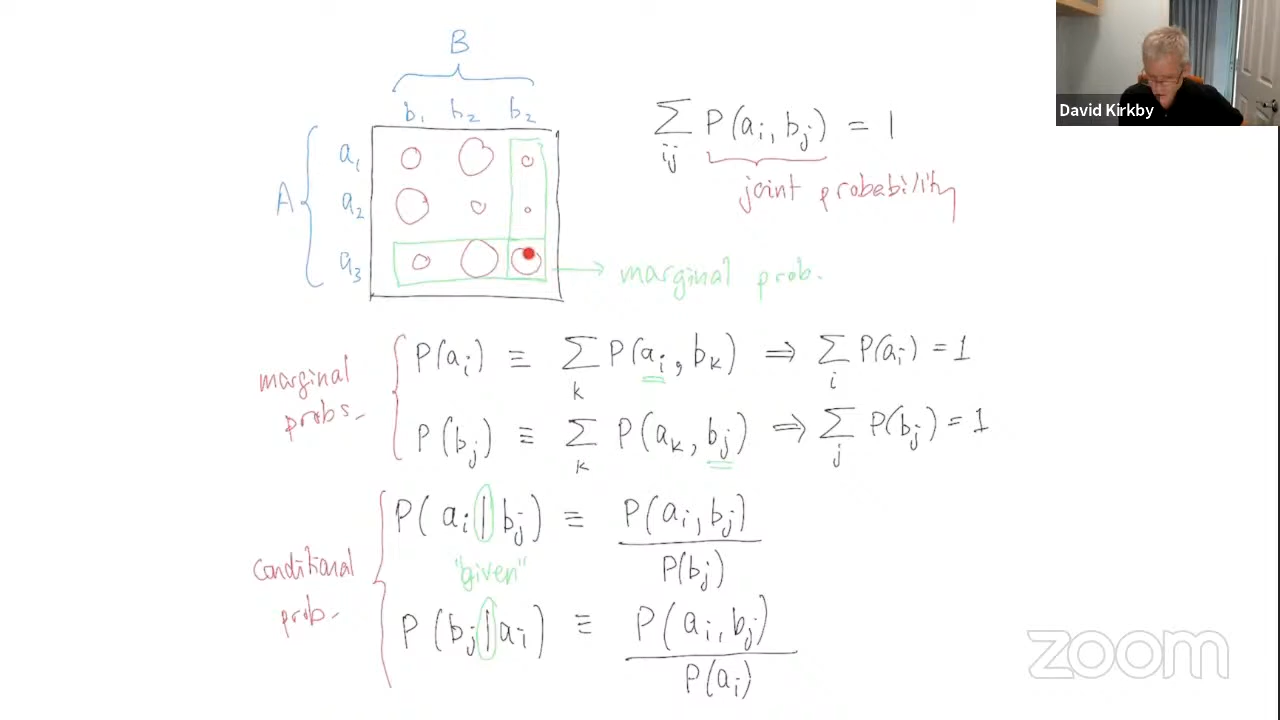 B
b₁ b₂ b₂
A
a₁
a₂
a₃
∑ᵢⱼ P(aᵢ, bⱼ) = 1
joint probability
marginal prob.
David Kirkby
marginal probs.
P(aᵢ) ≡ ∑ₖ P(aᵢ, bₖ) ⇒ ∑ᵢ P(aᵢ) = 1
P(bⱼ) ≡ ∑ₖ P(aₖ, bⱼ) ⇒ ∑ⱼ P(bⱼ) = 1
conditional prob.
P(aᵢ | bⱼ) ≡ P(aᵢ, bⱼ) / P(bⱼ)
"given"
P(bⱼ | aᵢ) ≡ P(aᵢ, bⱼ) / P(aᵢ)
zoom